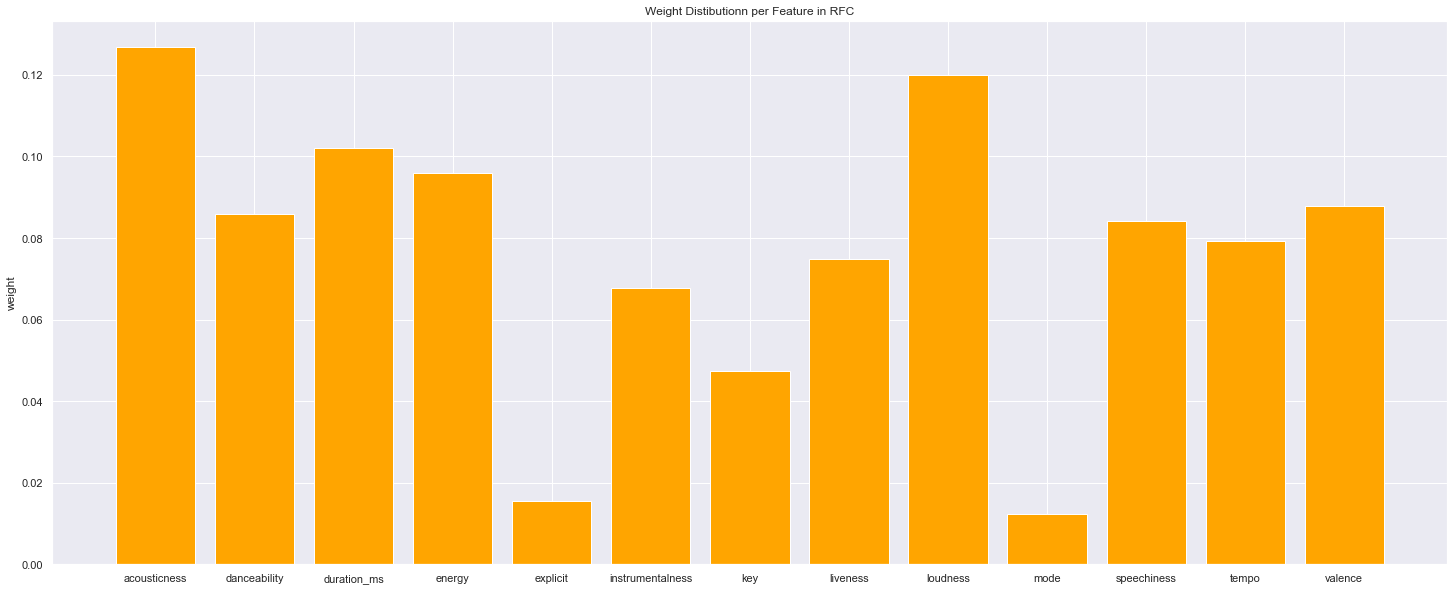 Weight Distibutionn per Feature in RFC
weight
0.12
0.10
0.08
0.06
0.04
0.02
0.00
acousticness danceability duration_ms energy explicit instrumentalness key liveness loudness mode speechiness tempo valence